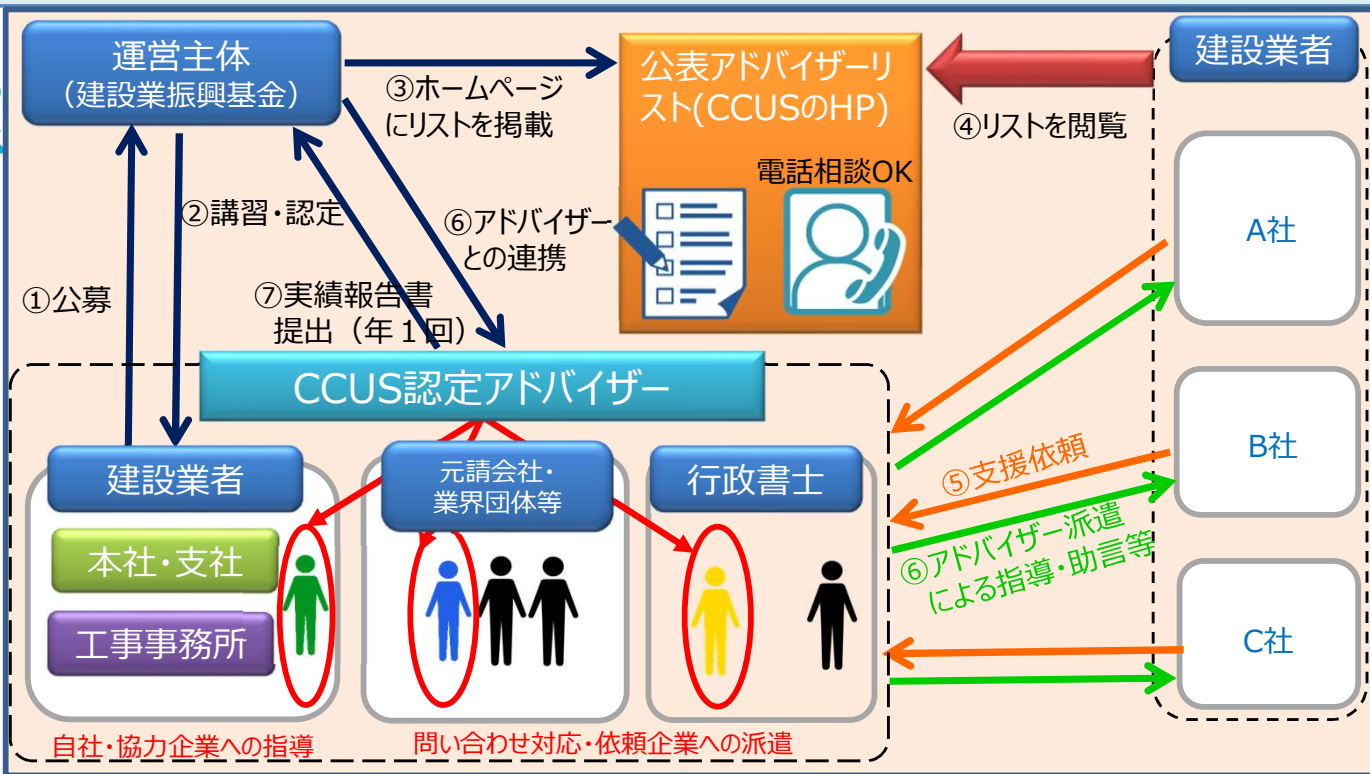 運営主体
（建設業振興基金）
③ホームページ
にリストを掲載
公表アドバイザーリ
スト(CCUSのHP)
電話相談OK
建設業者
④リストを閲覧
②講習・認定
⑥アドバイザー
との連携
①公募
⑦実績報告書
提出（年１回）
CCUS認定アドバイザー
建設業者
本社・支社
工事事務所
元請会社・
業界団体等
行政書士
自社・協力企業への指導
問い合わせ対応・依頼企業への派遣
⑤支援依頼
⑥アドバイザー派遣
による指導・助言等
A社
B社
C社